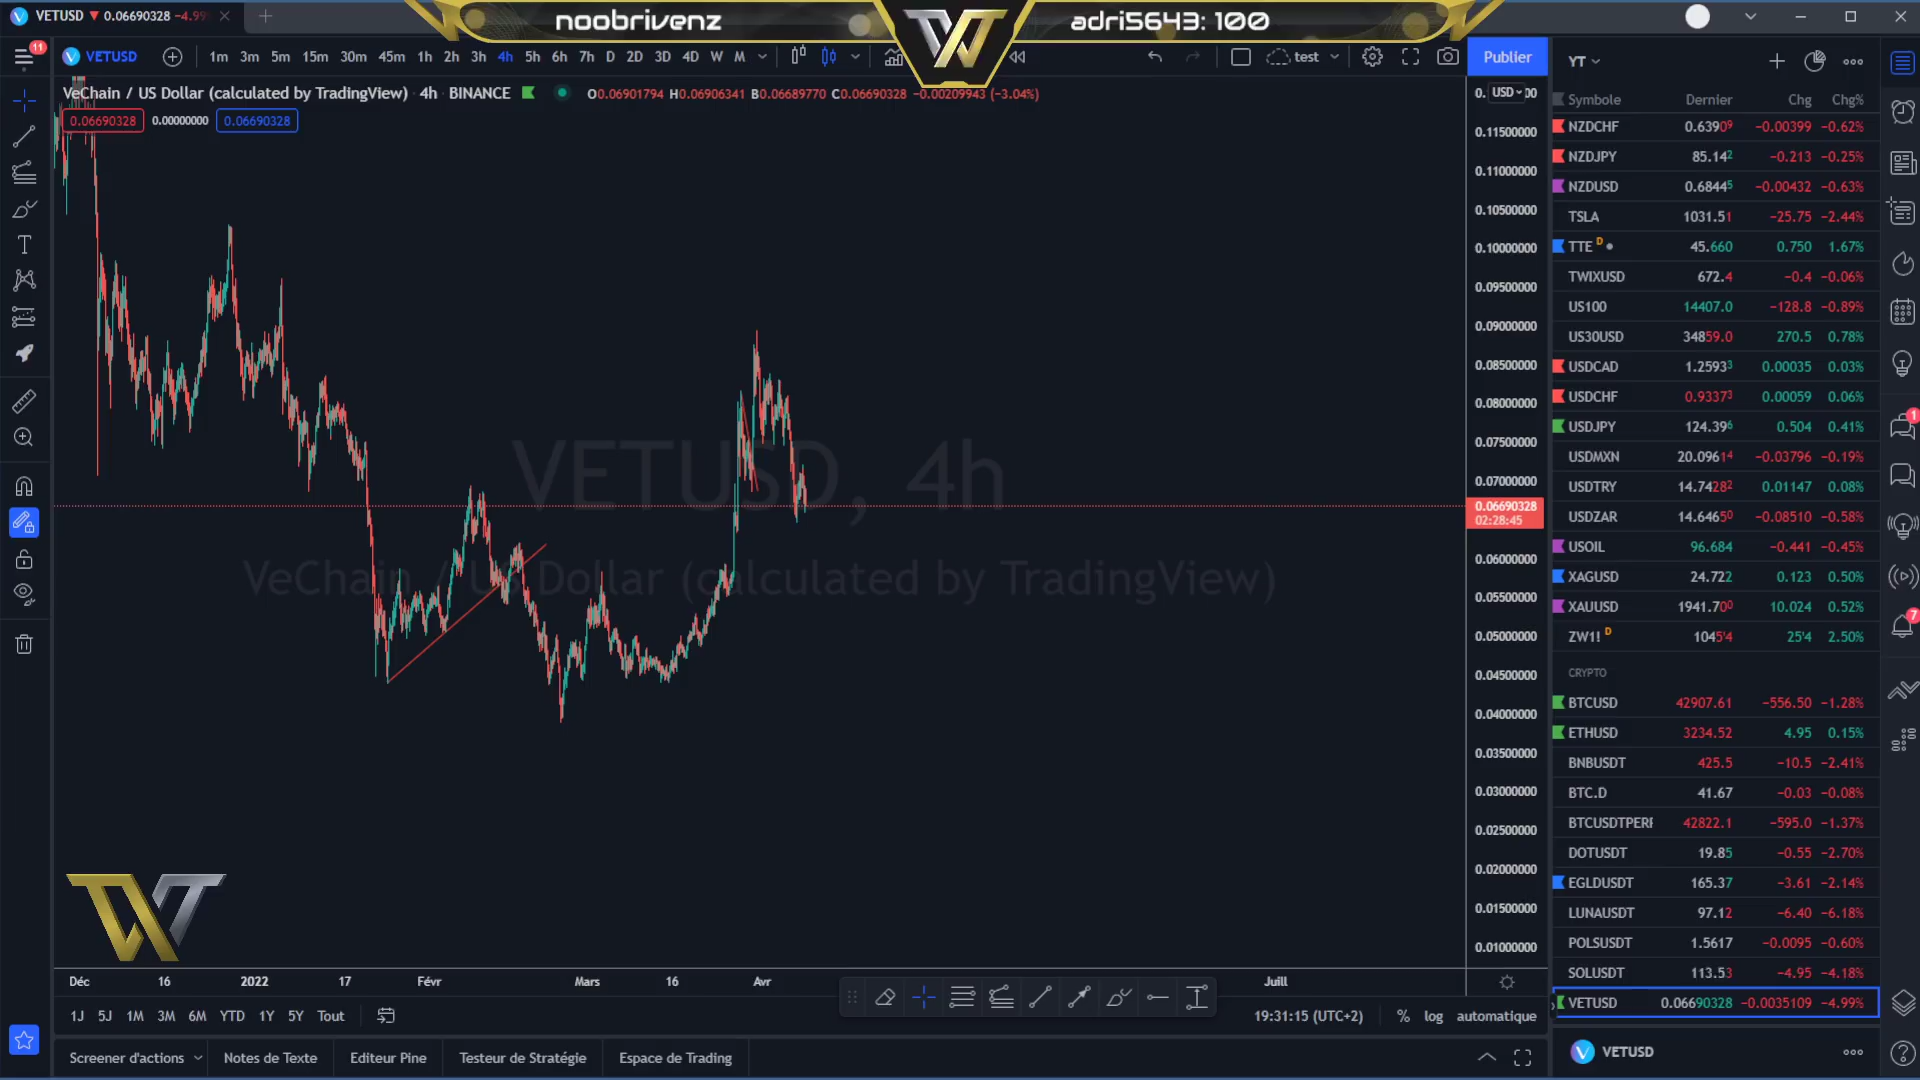 VETUSD ▼ 0.06690328 −4.99
noobrivenz
adri5643: 100
11
VETUSD
1m 3m 5m 15m 30m 45m 1h 2h 3h 4h 5h 6h 7h D 2D 3D 4D W M
test
Publier
YT
VeChain / US Dollar (calculated by TradingView) · 4h · BINANCE
O0.06901794 H0.06906341 B0.06689770 C0.06690328 −0.00209943 (−3.04%)
0.06690328 0.00000000 0.06690328
USD
0.11500000
0.11000000
0.10500000
0.10000000
0.09500000
0.09000000
0.08500000
0.08000000
0.07500000
0.07000000
0.06690328
02:28:45
0.06000000
0.05500000
0.05000000
0.04500000
0.04000000
0.03500000
0.03000000
0.02500000
0.02000000
0.01500000
0.01000000
VETUSD, 4h
VeChain / US Dollar (calculated by TradingView)
Symbole Dernier Chg Chg%
NZDCHF 0.6390⁹ −0.00399 −0.62%
NZDJPY 85.14² −0.213 −0.25%
NZDUSD 0.6844⁵ −0.00432 −0.63%
TSLA 1031.51 −25.75 −2.44%
TTE D 45.660 0.750 1.67%
TWIXUSD 672.4 −0.4 −0.06%
US100 14407.0 −128.8 −0.89%
US30USD 34859.0 270.5 0.78%
USDCAD 1.2593³ 0.00035 0.03%
USDCHF 0.9337³ 0.00059 0.06%
USDJPY 124.39⁶ 0.504 0.41%
USDMXN 20.096¹⁴ −0.03796 −0.19%
USDTRY 14.7428² 0.01147 0.08%
USDZAR 14.6465⁰ −0.08510 −0.58%
USOIL 96.684 −0.441 −0.45%
XAGUSD 24.722 0.123 0.50%
XAUUSD 1941.7⁰⁰ 10.024 0.52%
ZW1! D 1045'4 25'4 2.50%
CRYPTO
BTCUSD 42907.61 −556.50 −1.28%
ETHUSD 3234.52 4.95 0.15%
BNBUSDT 425.5 −10.5 −2.41%
BTC.D 41.67 −0.03 −0.08%
BTCUSDTPERF 42822.1 −595.0 −1.37%
DOTUSDT 19.85 −0.55 −2.70%
EGLDUSDT 165.37 −3.61 −2.14%
LUNAUSDT 97.12 −6.40 −6.18%
POLSUSDT 1.5617 −0.0095 −0.60%
SOLUSDT 113.53 −4.95 −4.18%
VETUSD 0.06690328 −0.0035109 −4.99%
VETUSD
1
7
Déc 16 2022 17 Févr Mars 16 Avr Juill
1J 5J 1M 3M 6M YTD 1Y 5Y Tout
19:31:15 (UTC+2) % log automatique
Screener d'actions Notes de Texte Editeur Pine Testeur de Stratégie Espace de Trading